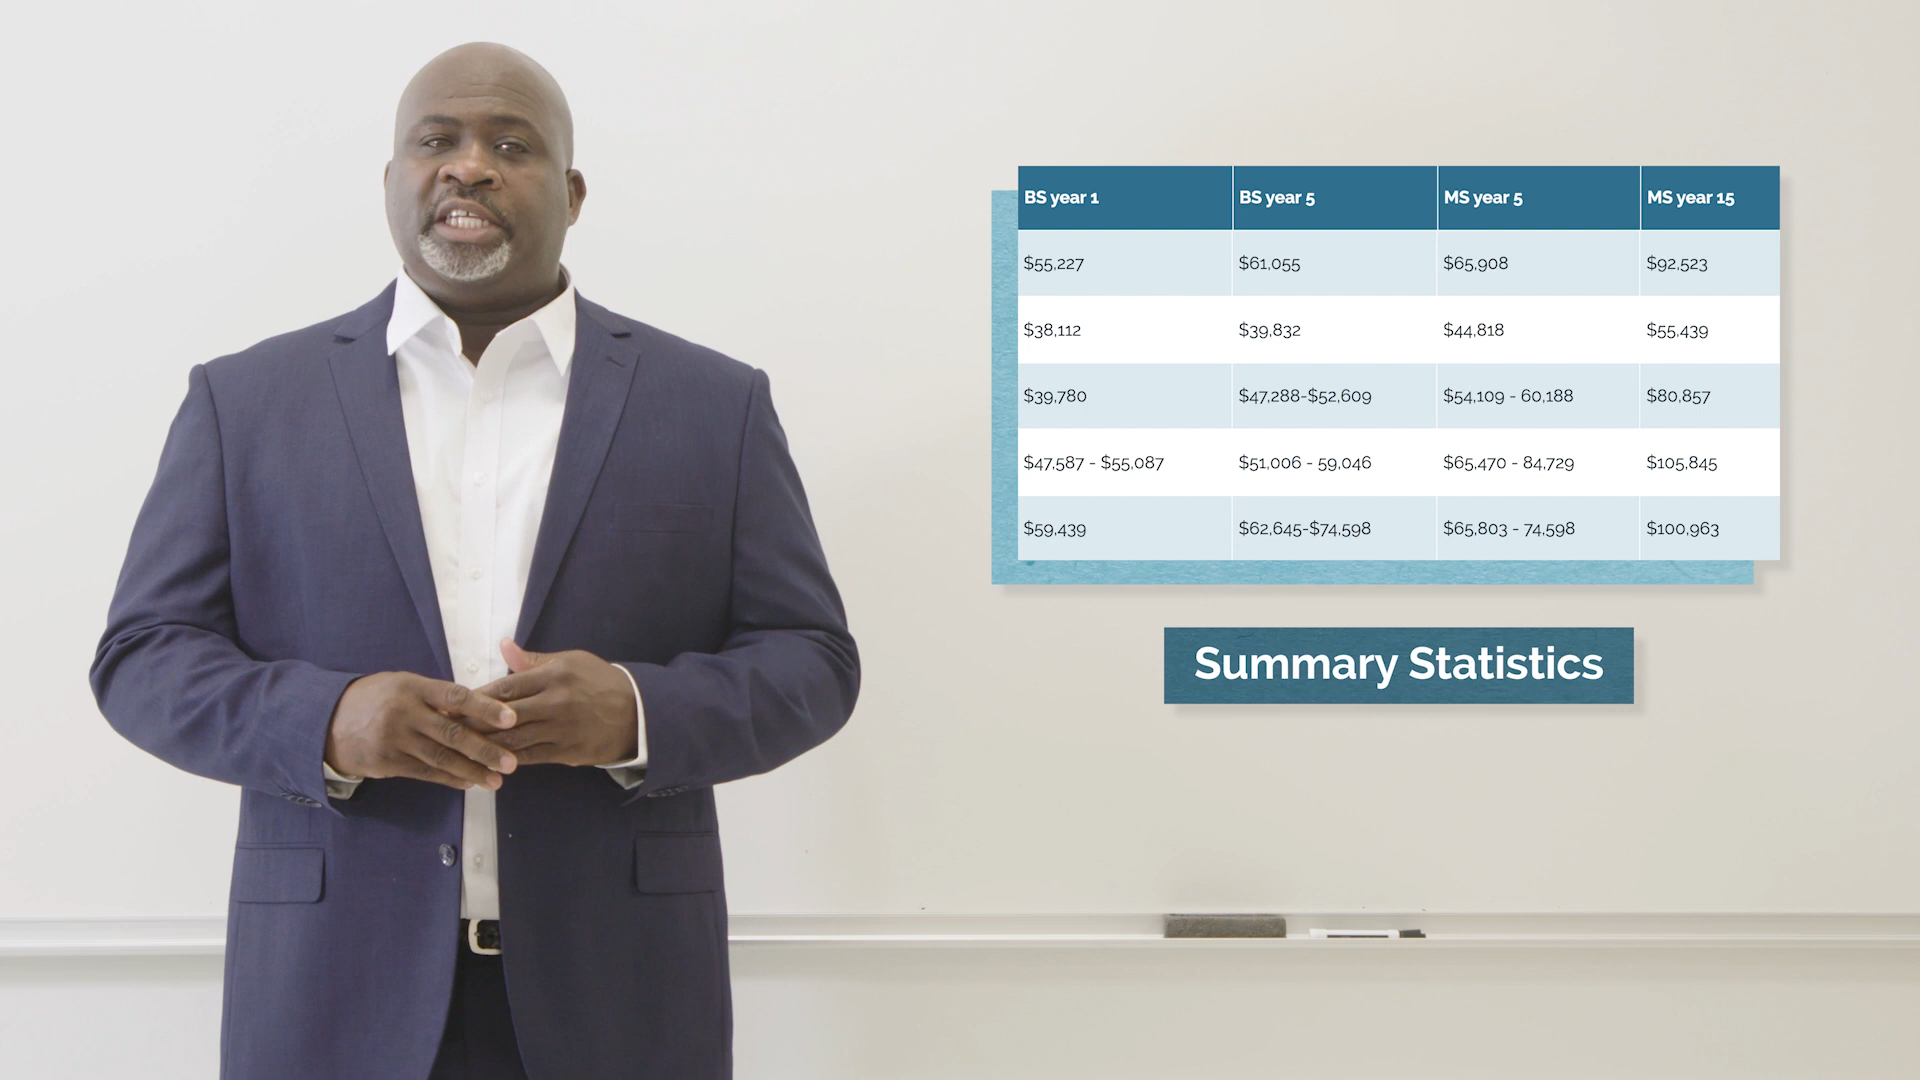 BS year 1 BS year 5 MS year 5 MS year 15
$55,227 $61,055 $65,908 $92,523
$38,112 $39,832 $44,818 $55,439
$39,780 $47,288-$52,609 $54,109 - 60,188 $80,857
$47,587 - $55,087 $51,006 - 59,046 $65,470 - 84,729 $105,845
$59,439 $62,645-$74,598 $65,803 - 74,598 $100,963
Summary Statistics